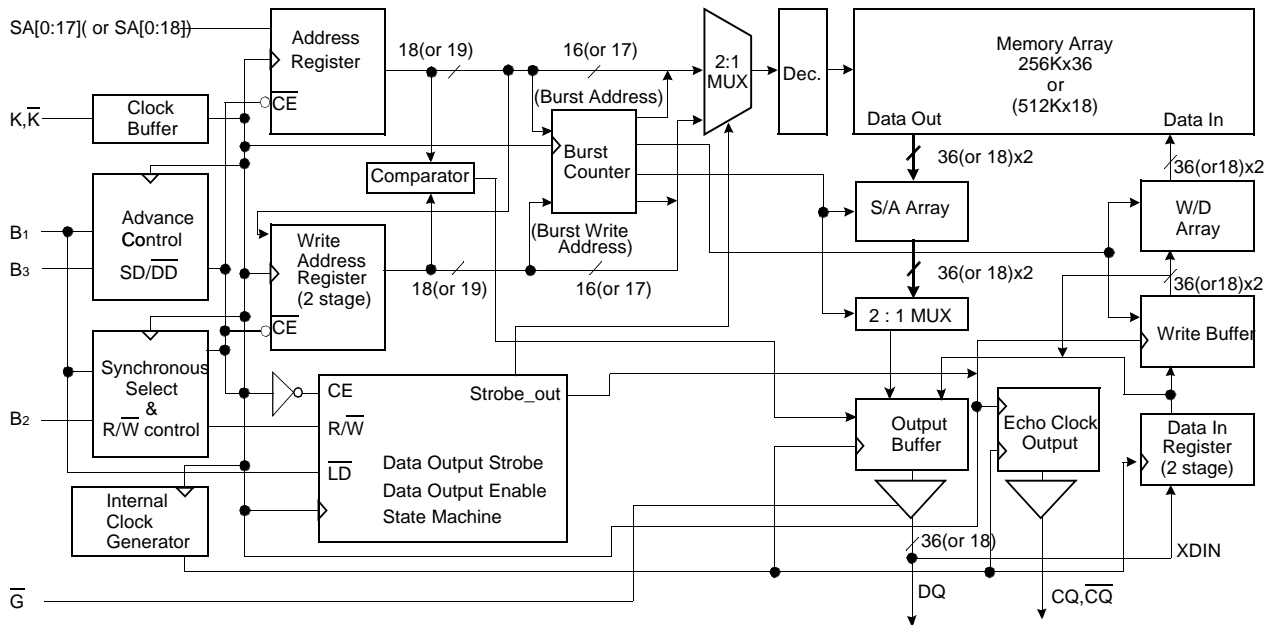 SA[0:17]( or SA[0:18])
Address
Register
CE
18(or 19)
16(or 17)
2:1
MUX
Dec.
Memory Array
256Kx36
or
(512Kx18)
Data Out
Data In
K,K
Clock
Buffer
(Burst Address)
Burst
Counter
(Burst Write
Address)
Comparator
36(or 18)x2
36(or18)x2
S/A Array
W/D
Array
B1
B3
Advance
Control
SD/DD
Write
Address
Register
(2 stage)
CE
18(or 19)
16(or 17)
36(or 18)x2
36(or18)x2
2 : 1 MUX
Write Buffer
B2
Synchronous
Select
&
R/W control
CE
R/W
LD
Strobe_out
Data Output Strobe
Data Output Enable
State Machine
Output
Buffer
Echo Clock
Output
Data In
Register
(2 stage)
Internal
Clock
Generator
36(or 18)
XDIN
G
DQ
CQ,CQ